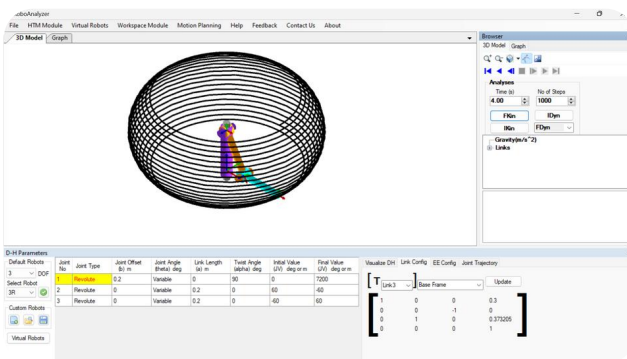 RoboAnalyzer
File HTM Module Virtual Robots Workspace Module Motion Planning Help Feedback Contact Us About
3D Model Graph
Browser
3D Model Graph
Analyses
Time (s) No of Steps
4.00 1000
FKin IDyn
IKin FDyn
Gravity(m/s^2)
Links
D-H Parameters
Default Robots
3 DOF
Select Robot
3R
Custom Robots
Virtual Robots
Joint No Joint Type Joint Offset (b) m Joint Angle (theta) deg Link Length (a) m Twist Angle (alpha) deg Initial Value (JV) deg or m Final Value (JV) deg or m
1 Revolute 0.2 Variable 0 90 0 7200
2 Revolute 0 Variable 0.2 0 60 -60
3 Revolute 0 Variable 0.2 0 -60 60
Visualize DH Link Config EE Config Joint Trajectory
T Link3 Base Frame Update
1 0 0 0.3
0 0 -1 0
0 1 0 0.373205
0 0 0 1